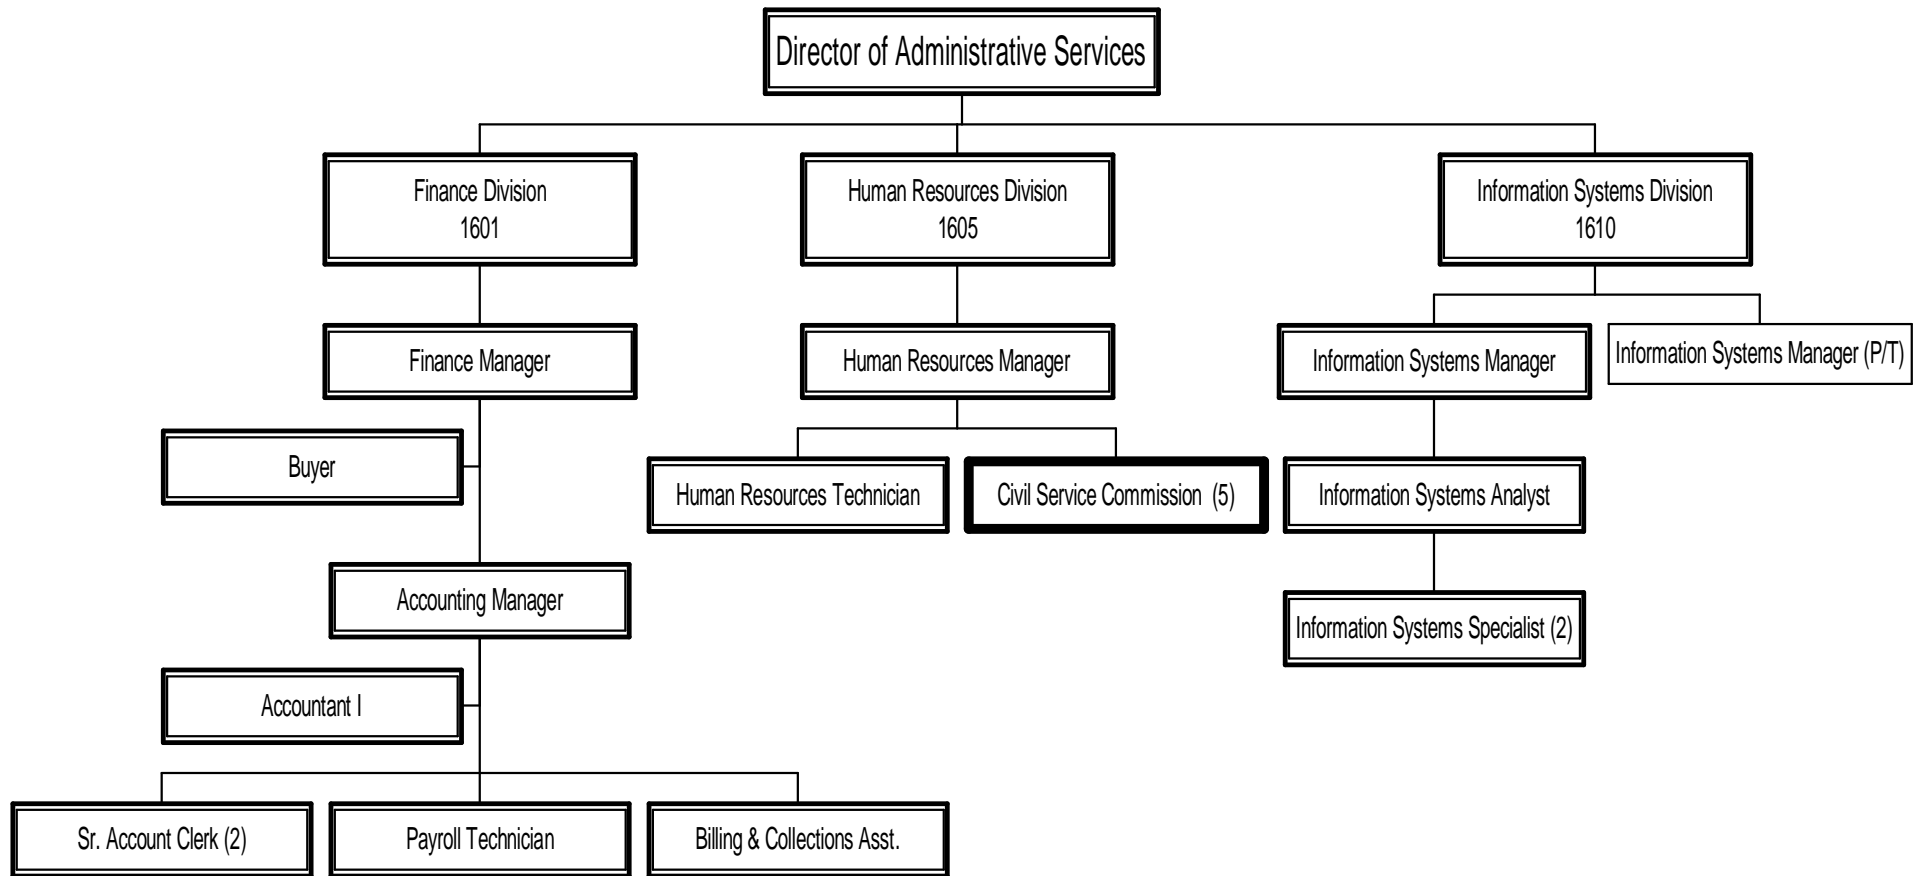 Director of Administrative Services
Finance Division
1601
Human Resources Division
1605
Information Systems Division
1610
Finance Manager
Human Resources Manager
Information Systems Manager
Information Systems Manager (P/T)
Buyer
Human Resources Technician
Civil Service Commission (5)
Information Systems Analyst
Accounting Manager
Information Systems Specialist (2)
Accountant I
Sr. Account Clerk (2)
Payroll Technician
Billing & Collections Asst.